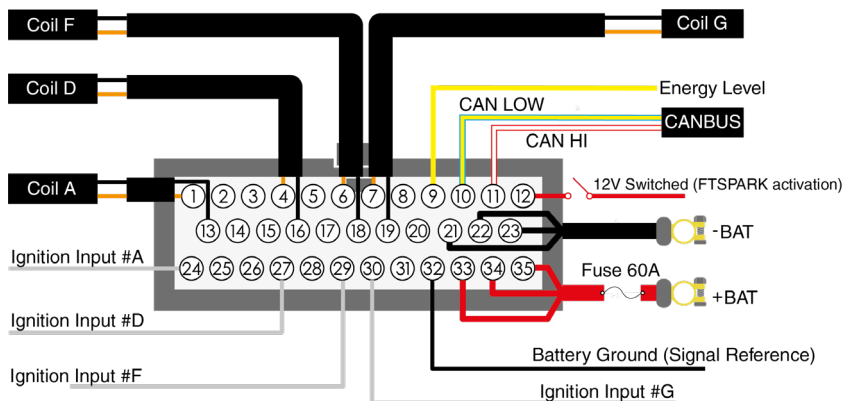 Coil F
Coil G
Coil D
Energy Level
CAN LOW
CANBUS
CAN HI
Coil A
1 2 3 4 5 6 7 8 9 10 11 12
12V Switched (FTSPARK activation)
13 14 15 16 17 18 19 20 21 22 23
-BAT
Ignition Input #A
24 25 26 27 28 29 30 31 32 33 34 35
Fuse 60A
+BAT
Ignition Input #D
Battery Ground (Signal Reference)
Ignition Input #F
Ignition Input #G